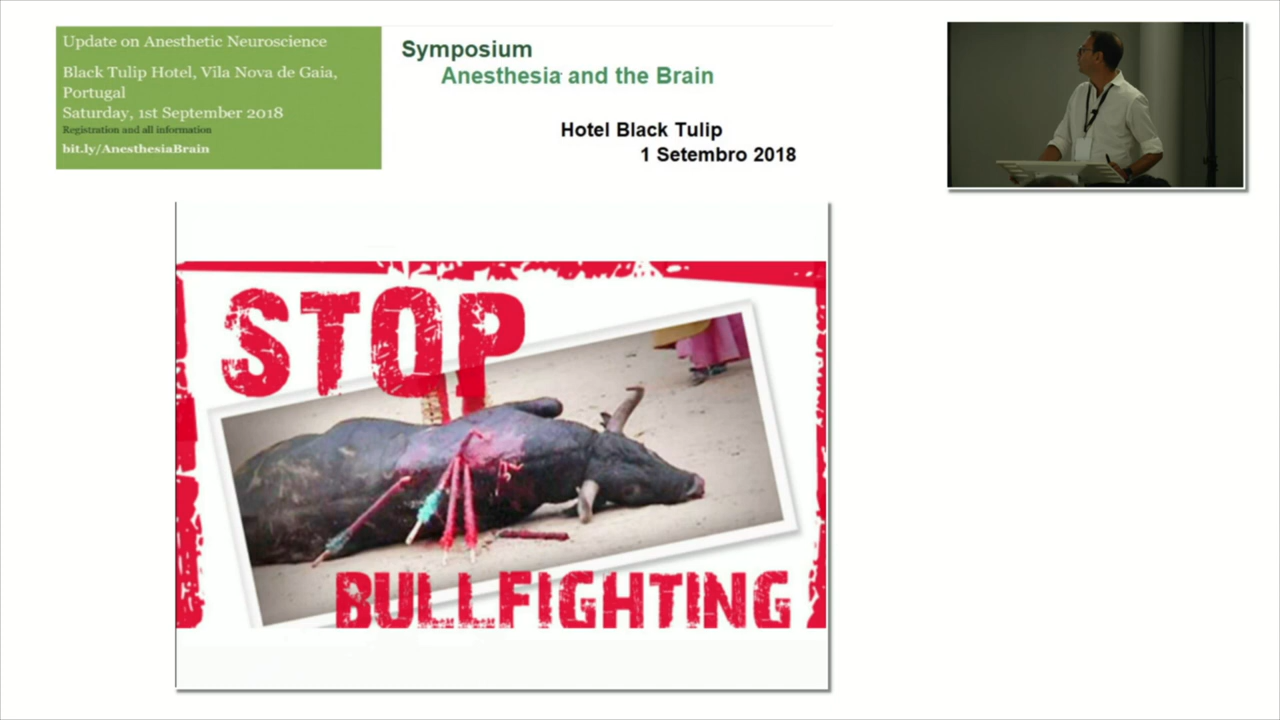 Update on Anesthetic Neuroscience
Black Tulip Hotel, Vila Nova de Gaia,
Portugal
Saturday, 1st September 2018
Registration and all information
bit.ly/AnesthesiaBrain
Symposium
Anesthesia and the Brain
Hotel Black Tulip
1 Setembro 2018
STOP
BULLFIGHTING